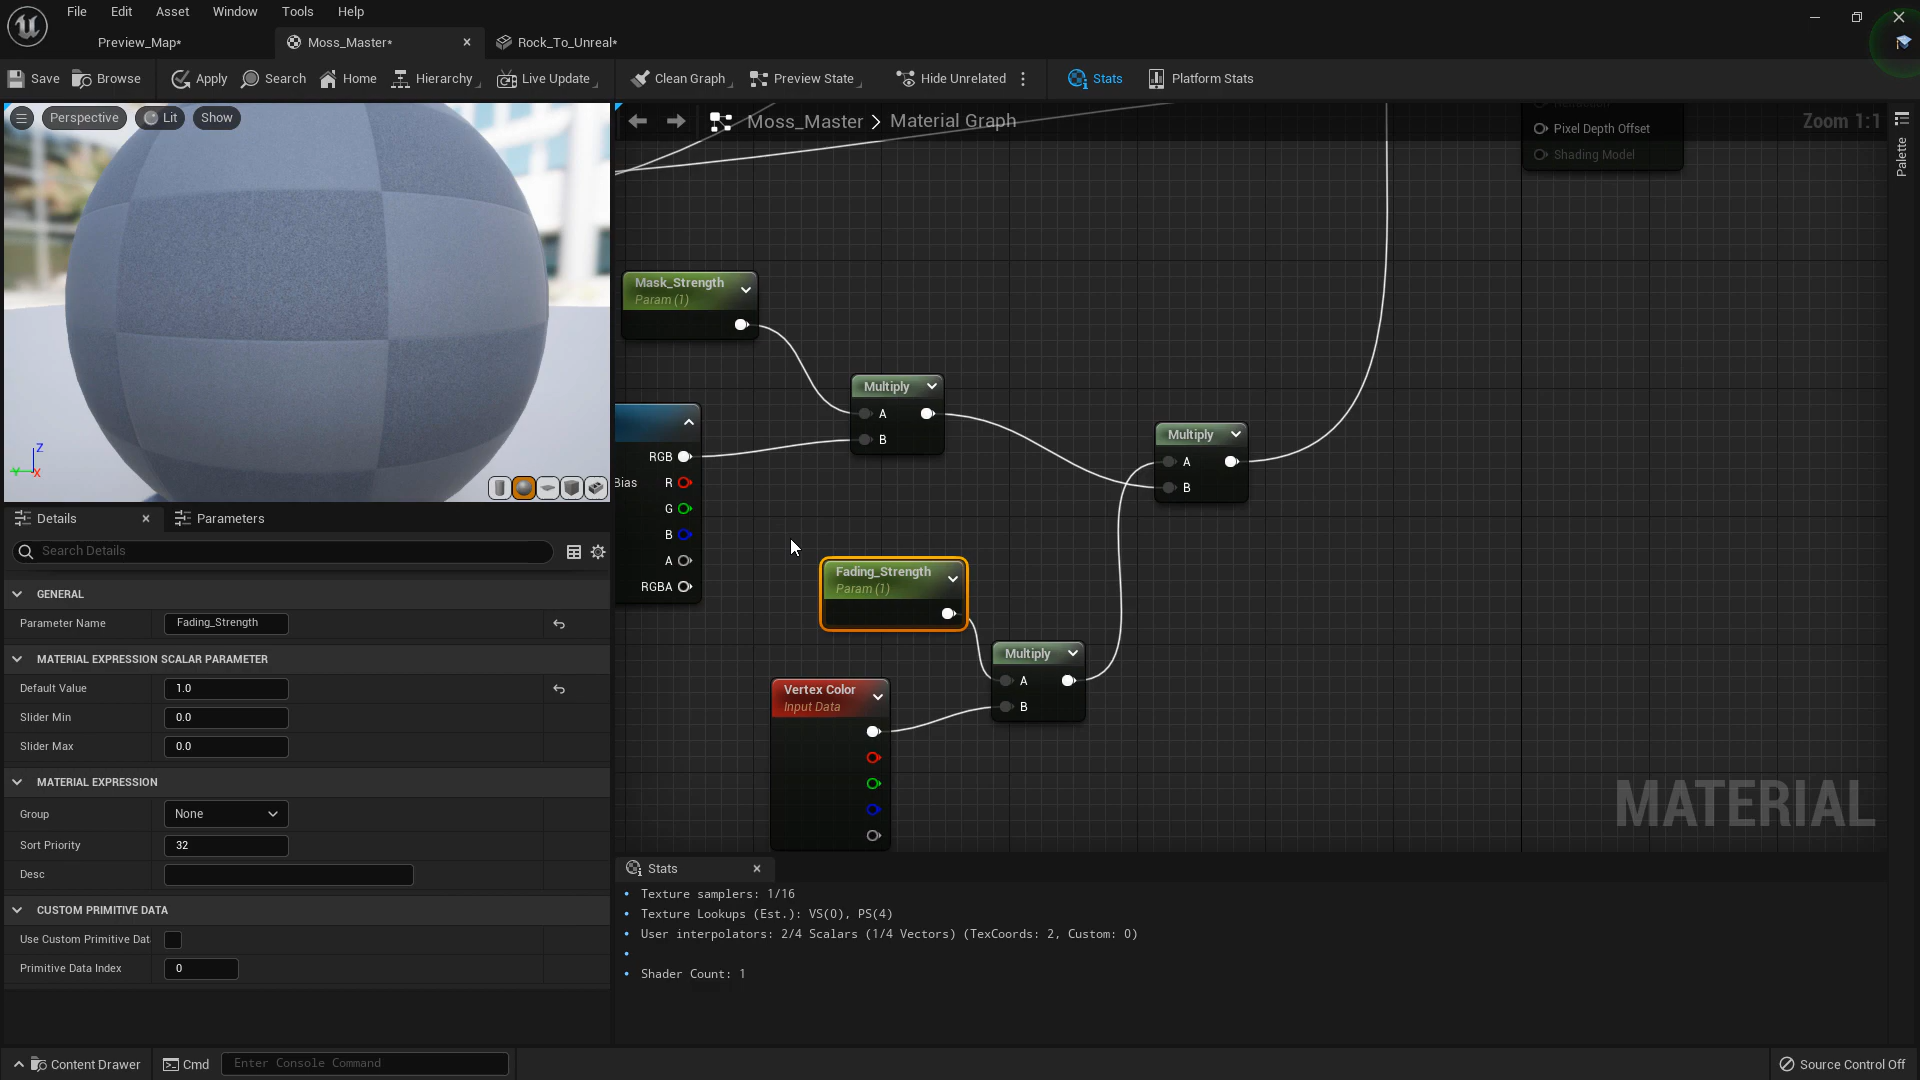 File Edit Asset Window Tools Help
Preview_Map* Moss_Master* Rock_To_Unreal*
Save Browse Apply Search Home Hierarchy Live Update Clean Graph Preview State Hide Unrelated Stats Platform Stats
Perspective Lit Show
Moss_Master > Material Graph
Zoom 1:1
Palette
Pixel Depth Offset
Shading Model
Mask_Strength
Param (1)
Multiply
A
B
Multiply
A
B
RGB
Bias R
G
B
A
RGBA
Fading_Strength
Param (1)
Multiply
A
B
Vertex Color
Input Data
MATERIAL
Z
Y
X
Details Parameters
Search Details
GENERAL
Parameter Name Fading_Strength
MATERIAL EXPRESSION SCALAR PARAMETER
Default Value 1.0
Slider Min 0.0
Slider Max 0.0
MATERIAL EXPRESSION
Group None
Sort Priority 32
Desc
CUSTOM PRIMITIVE DATA
Use Custom Primitive Dat
Primitive Data Index 0
Stats
Texture samplers: 1/16
Texture Lookups (Est.): VS(0), PS(4)
User interpolators: 2/4 Scalars (1/4 Vectors) (TexCoords: 2, Custom: 0)
Shader Count: 1
Content Drawer Cmd Enter Console Command Source Control Off